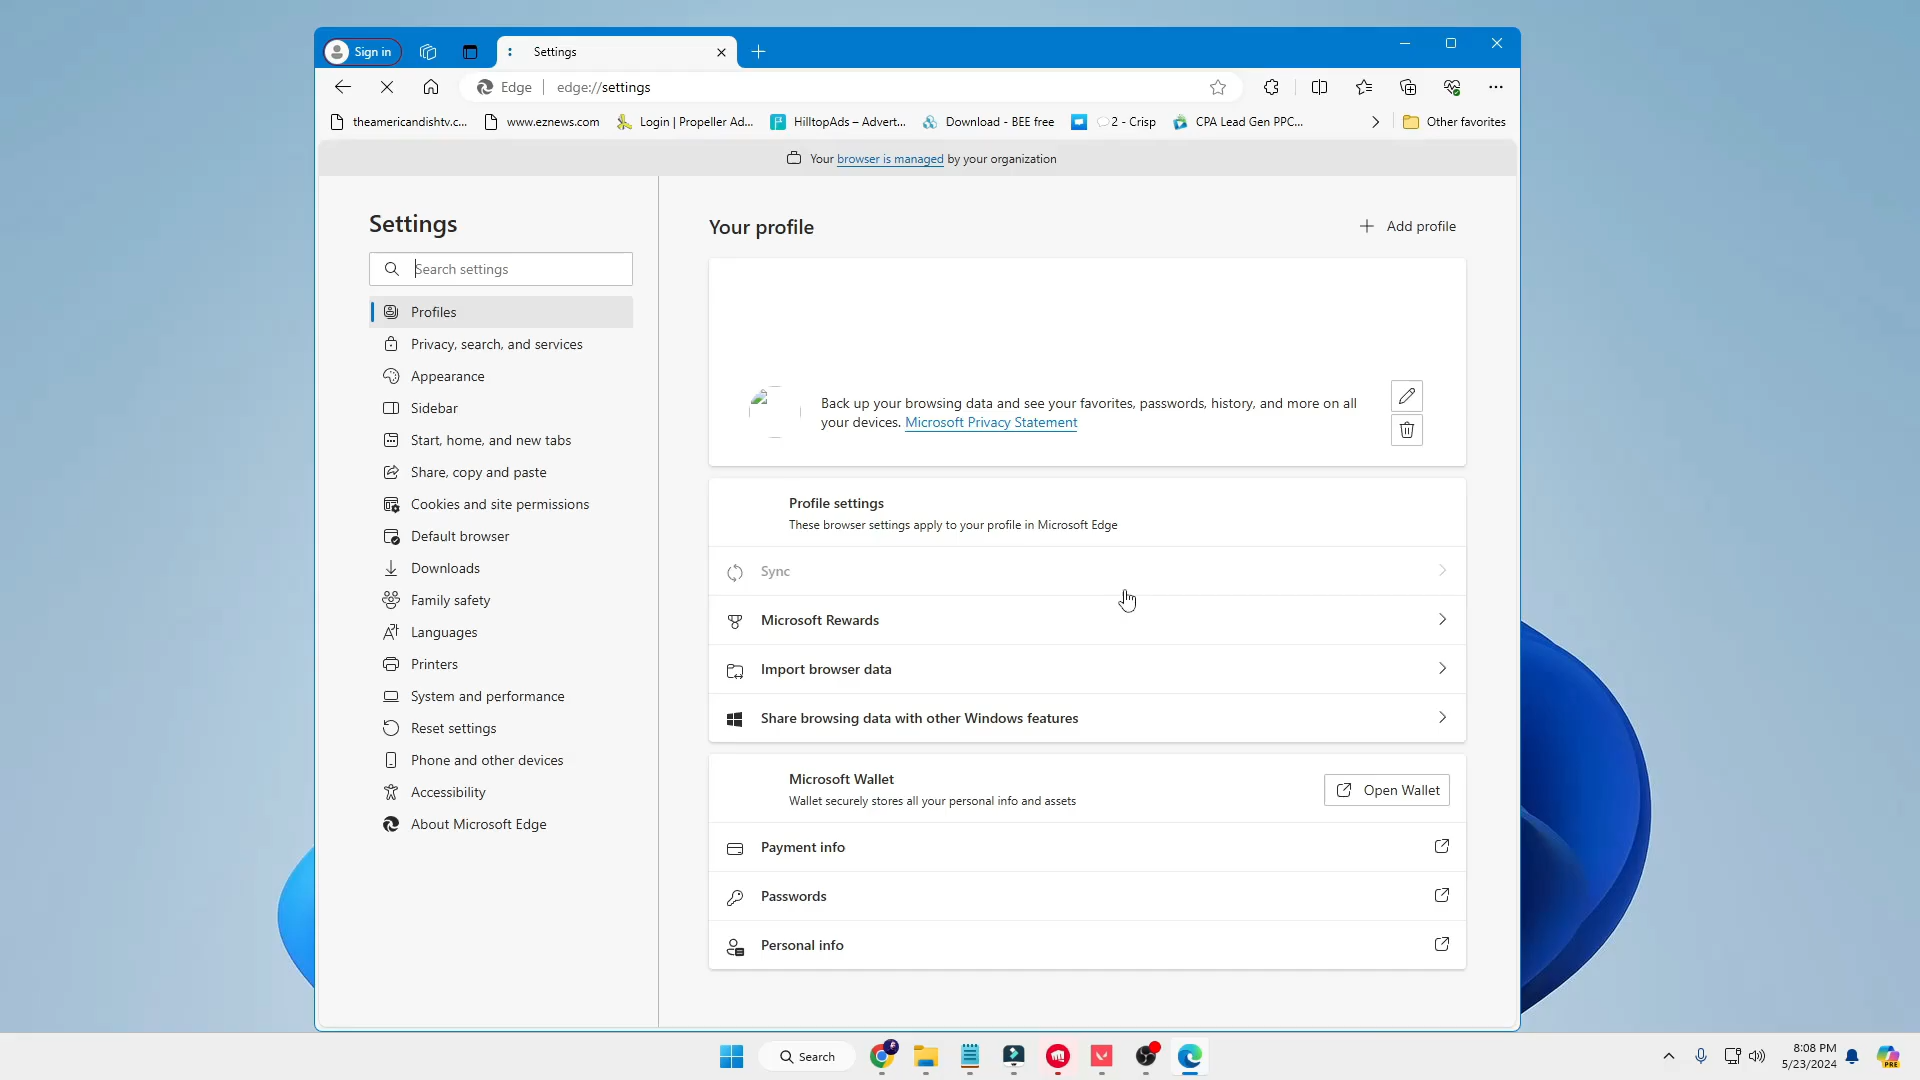 Sign in
Settings
Edge
edge://settings
theamericandishtv.c...
www.eznews.com
Login | Propeller Ad...
HilltopAds – Advert...
Download - BEE free
2 - Crisp
CPA Lead Gen PPC...
Other favorites
Your browser is managed by your organization
Settings
Search settings
Profiles
Privacy, search, and services
Appearance
Sidebar
Start, home, and new tabs
Share, copy and paste
Cookies and site permissions
Default browser
Downloads
Family safety
Languages
Printers
System and performance
Reset settings
Phone and other devices
Accessibility
About Microsoft Edge
Your profile
Add profile
Back up your browsing data and see your favorites, passwords, history, and more on all
your devices. Microsoft Privacy Statement
Profile settings
These browser settings apply to your profile in Microsoft Edge
Sync
Microsoft Rewards
Import browser data
Share browsing data with other Windows features
Microsoft Wallet
Wallet securely stores all your personal info and assets
Open Wallet
Payment info
Passwords
Personal info
Search
8:08 PM
5/23/2024
PRE